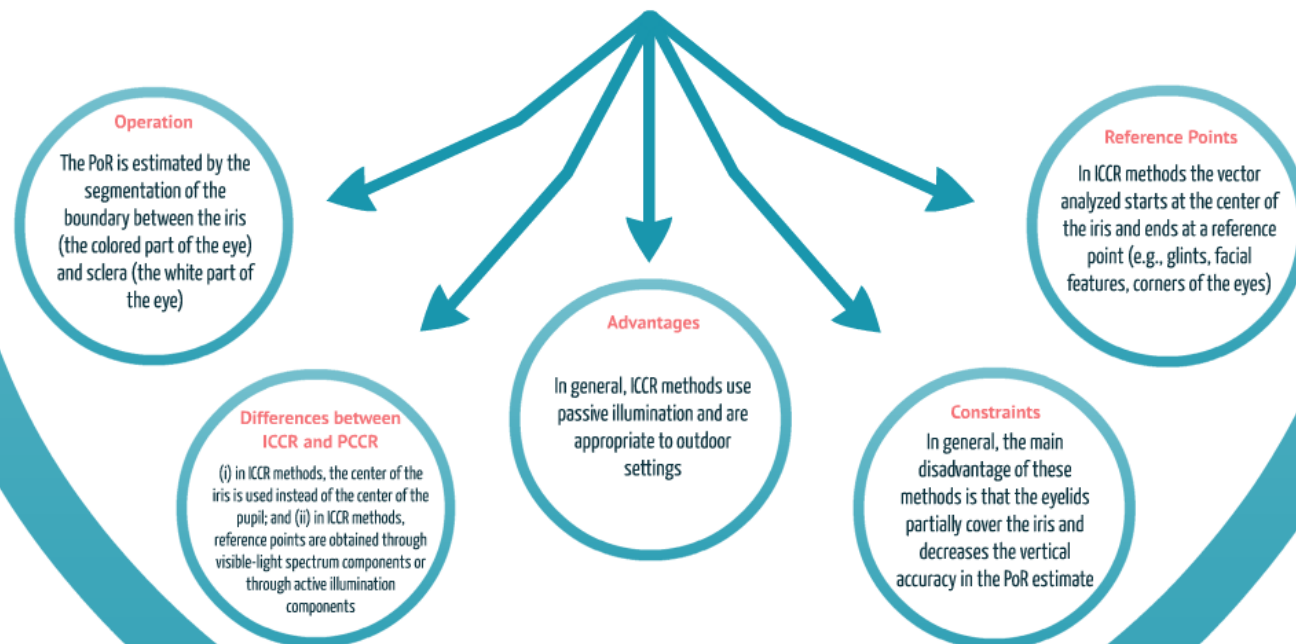 Operation
The PoR is estimated by the
segmentation of the
boundary between the iris
(the colored part of the eye)
and sclera (the white part of
the eye)
Differences between
ICCR and PCCR
(i) in ICCR methods, the center of the
iris is used instead of the center of the
pupil; and (ii) in ICCR methods,
reference points are obtained through
visible-light spectrum components or
through active illumination
components
Advantages
In general, ICCR methods use
passive illumination and are
appropriate to outdoor
settings
Constraints
In general, the main
disadvantage of these
methods is that the eyelids
partially cover the iris and
decreases the vertical
accuracy in the PoR estimate
Reference Points
In ICCR methods the vector
analyzed starts at the center of
the iris and ends at a reference
point (e.g., glints, facial
features, corners of the eyes)